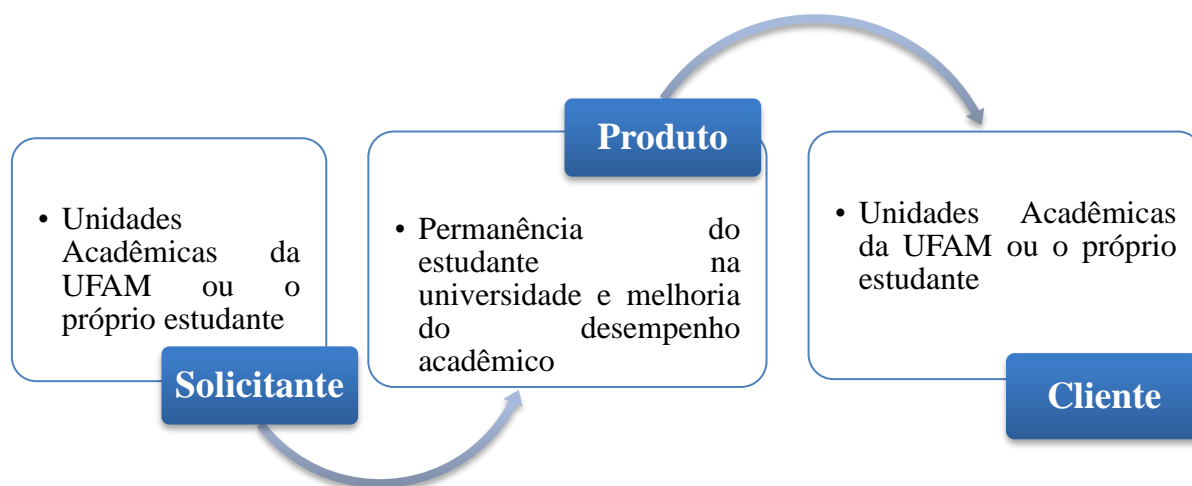 • Unidades
Acadêmicas da
UFAM ou o
próprio estudante
Solicitante
Produto
• Permanência do
estudante na
universidade e melhoria
do desempenho
acadêmico
• Unidades Acadêmicas
da UFAM ou o próprio
estudante
Cliente